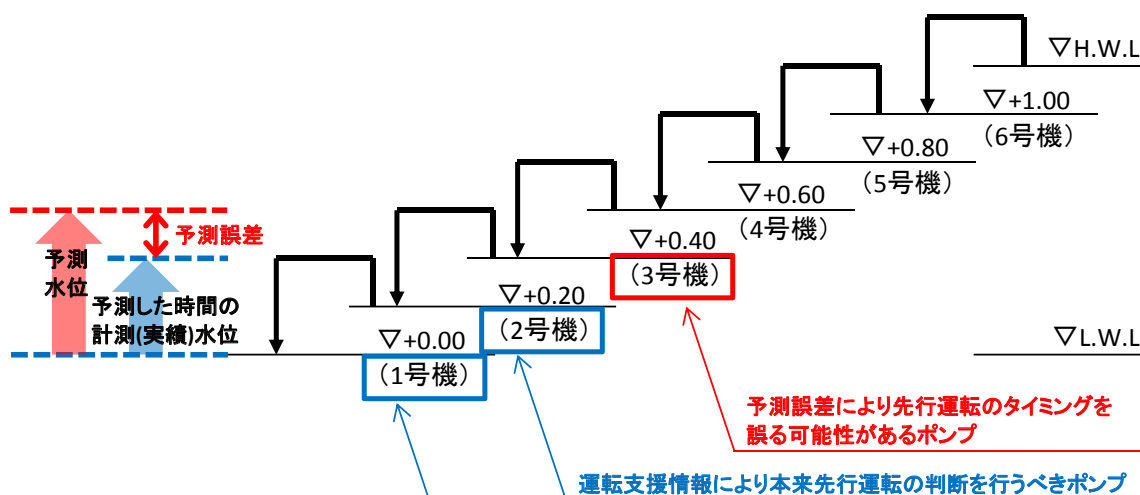 ▽H.W.L
▽+1.00
(6号機)
▽+0.80
(5号機)
▽+0.60
(4号機)
▽+0.40
(3号機)
▽+0.20
(2号機)
▽+0.00
(1号機)
▽L.W.L
予測誤差
予測
水位
予測した時間の
計測(実績)水位
予測誤差により先行運転のタイミングを
誤る可能性があるポンプ
運転支援情報により本来先行運転の判断を行うべきポンプ